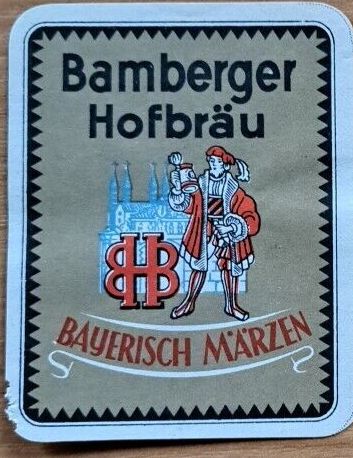 Bamberger
Hofbräu
HB
BAYERISCH MÄRZEN